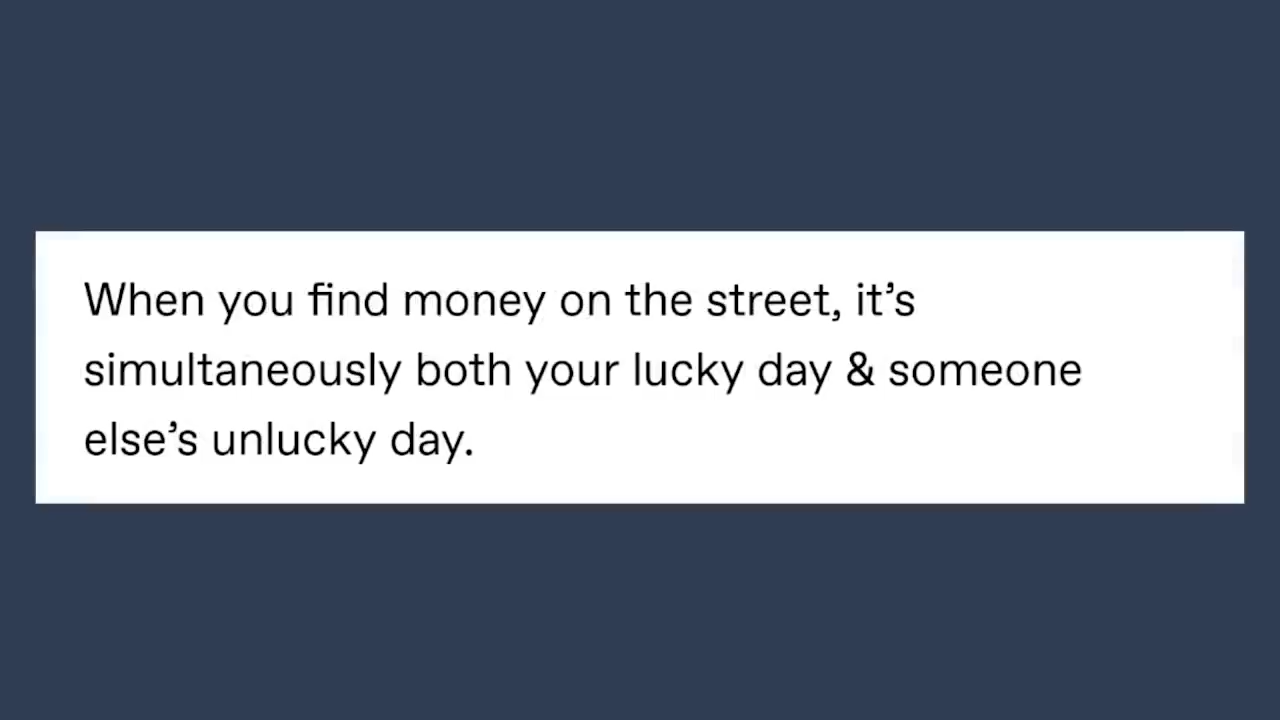 When you find money on the street, it’s
simultaneously both your lucky day & someone
else’s unlucky day.